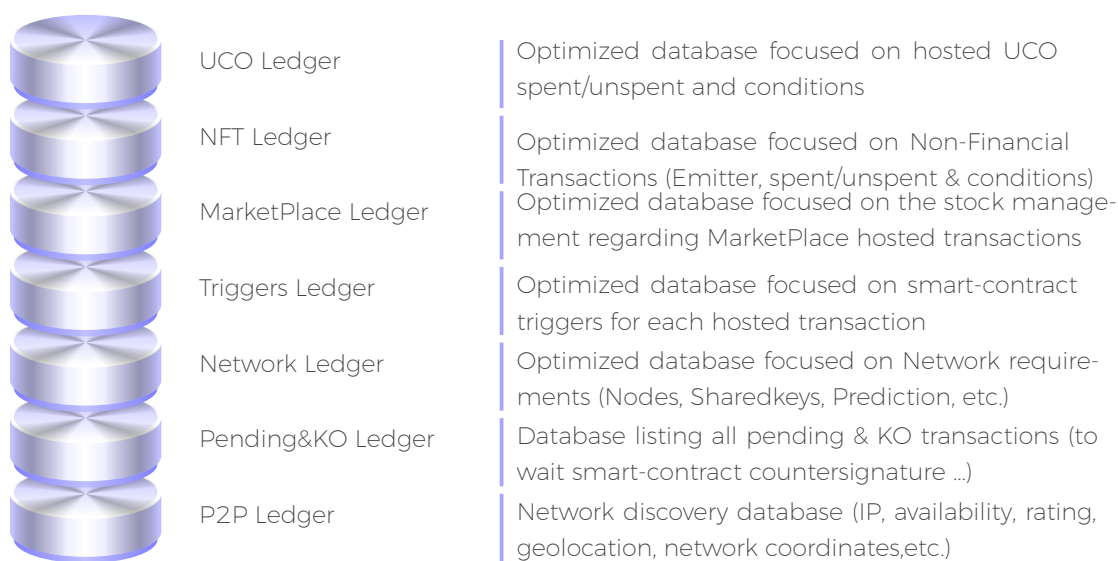 UCO Ledger
Optimized database focused on hosted UCO
spent/unspent and conditions
NFT Ledger
Optimized database focused on Non-Financial
Transactions (Emitter, spent/unspent & conditions)
MarketPlace Ledger
Optimized database focused on the stock manage-
ment regarding MarketPlace hosted transactions
Triggers Ledger
Optimized database focused on smart-contract
triggers for each hosted transaction
Network Ledger
Optimized database focused on Network require-
ments (Nodes, Sharedkeys, Prediction, etc.)
Pending&KO Ledger
Database listing all pending & KO transactions (to
wait smart-contract countersignature ...)
P2P Ledger
Network discovery database (IP, availability, rating,
geolocation, network coordinates,etc.)